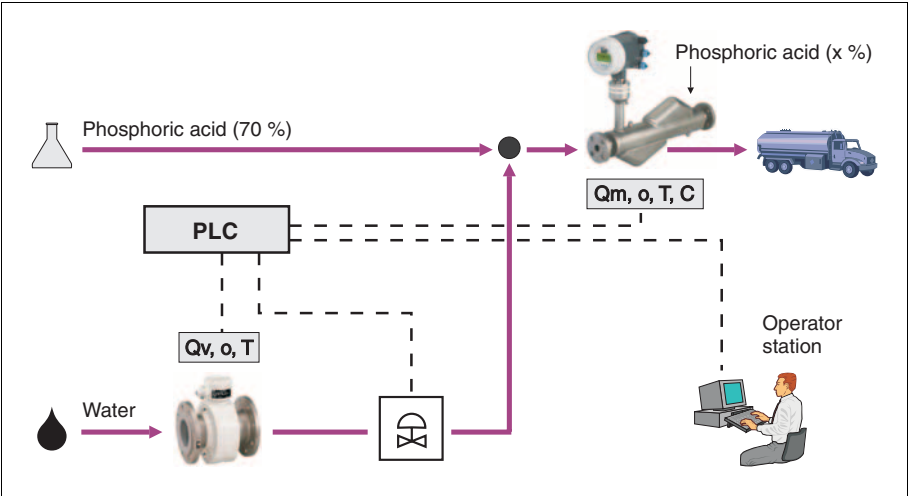 Phosphoric acid (x %)
Phosphoric acid (70 %)
Qm, o, T, C
PLC
Qv, o, T
Operator
station
Water